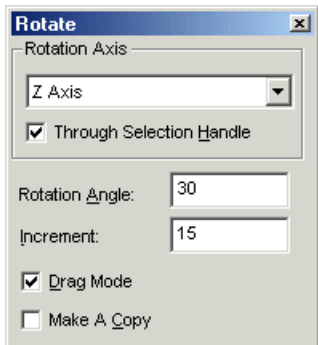 Rotate
Rotation Axis
Z Axis
Through Selection Handle
Rotation Angle: 30
Increment: 15
Drag Mode
Make A Copy